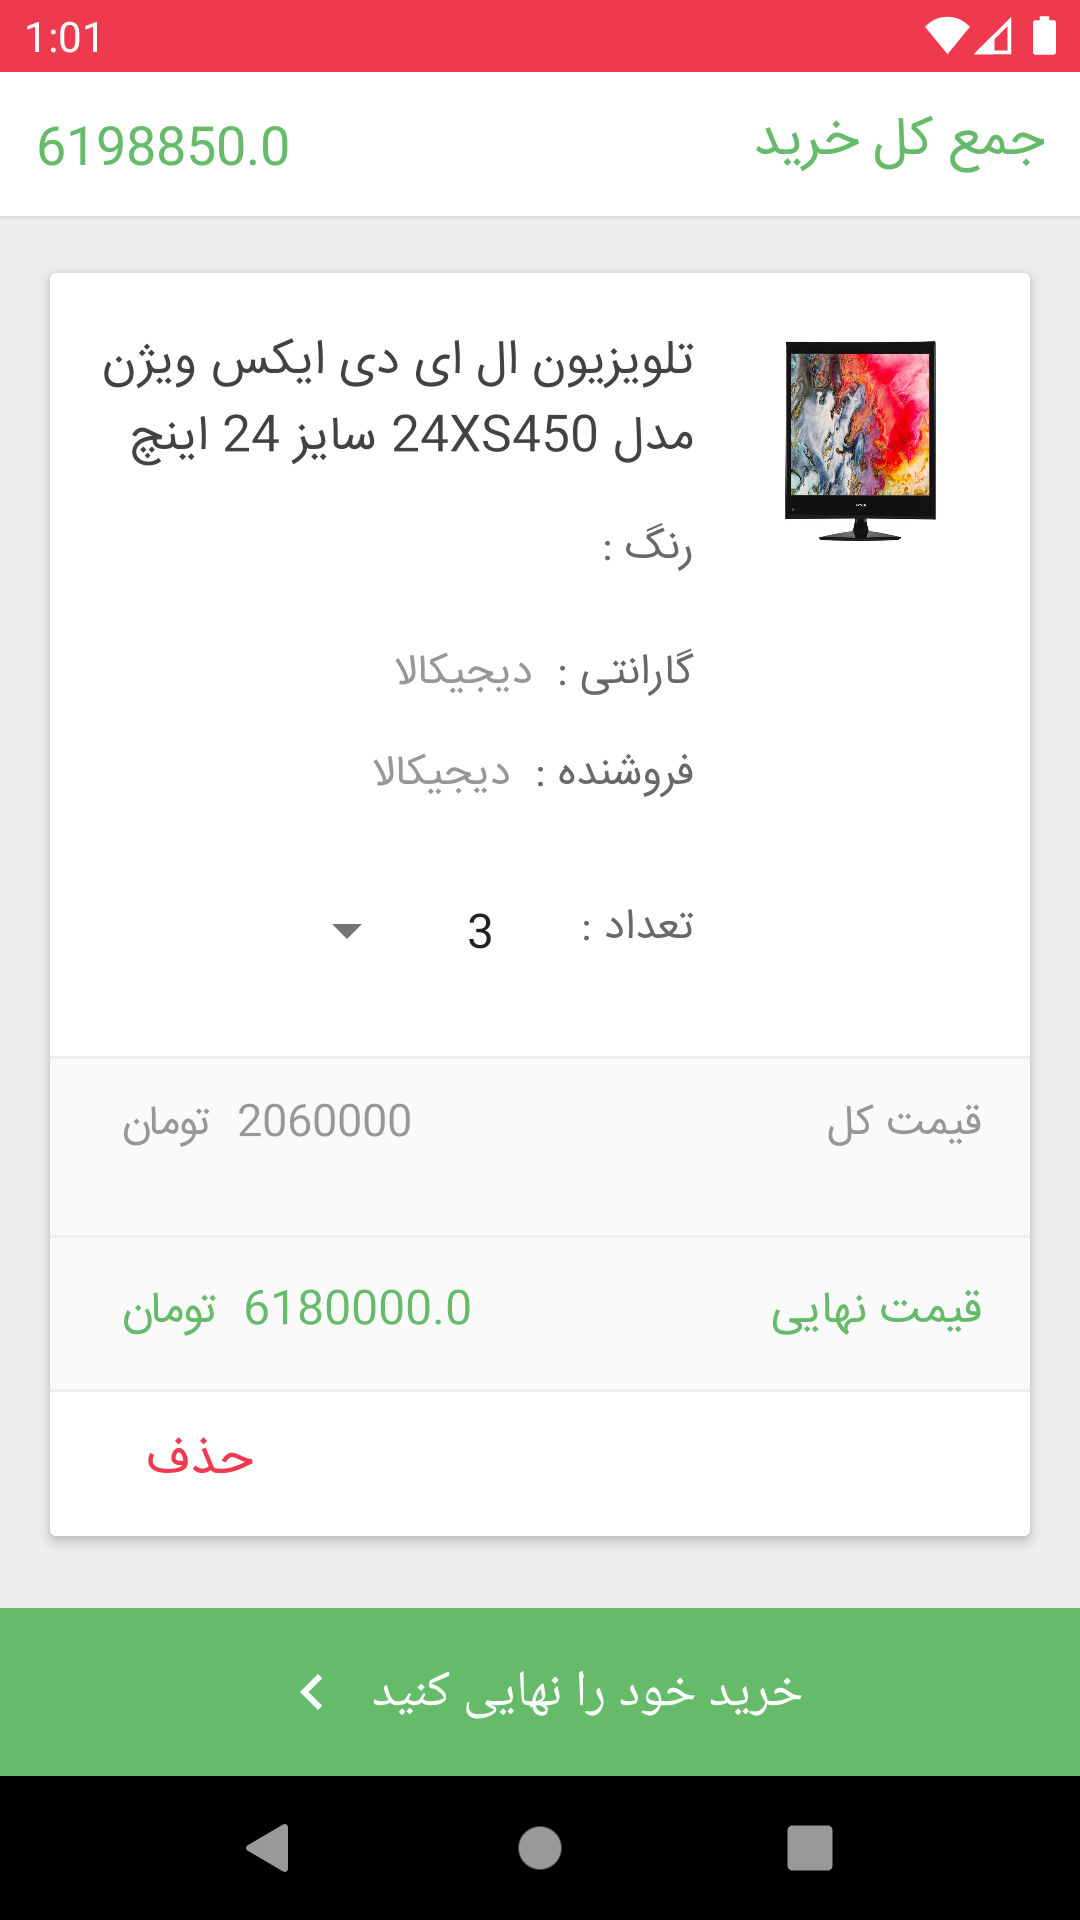 1:01
جمع کل خرید 6198850.0
تلویزیون ال ای دی ایکس ویژن
مدل 24XS450 سایز 24 اینچ
رنگ :
گارانتی : دیجیکالا
فروشنده : دیجیکالا
تعداد : 3
قیمت کل 2060000 تومان
قیمت نهایی 6180000.0 تومان
حذف
خرید خود را نهایی کنید